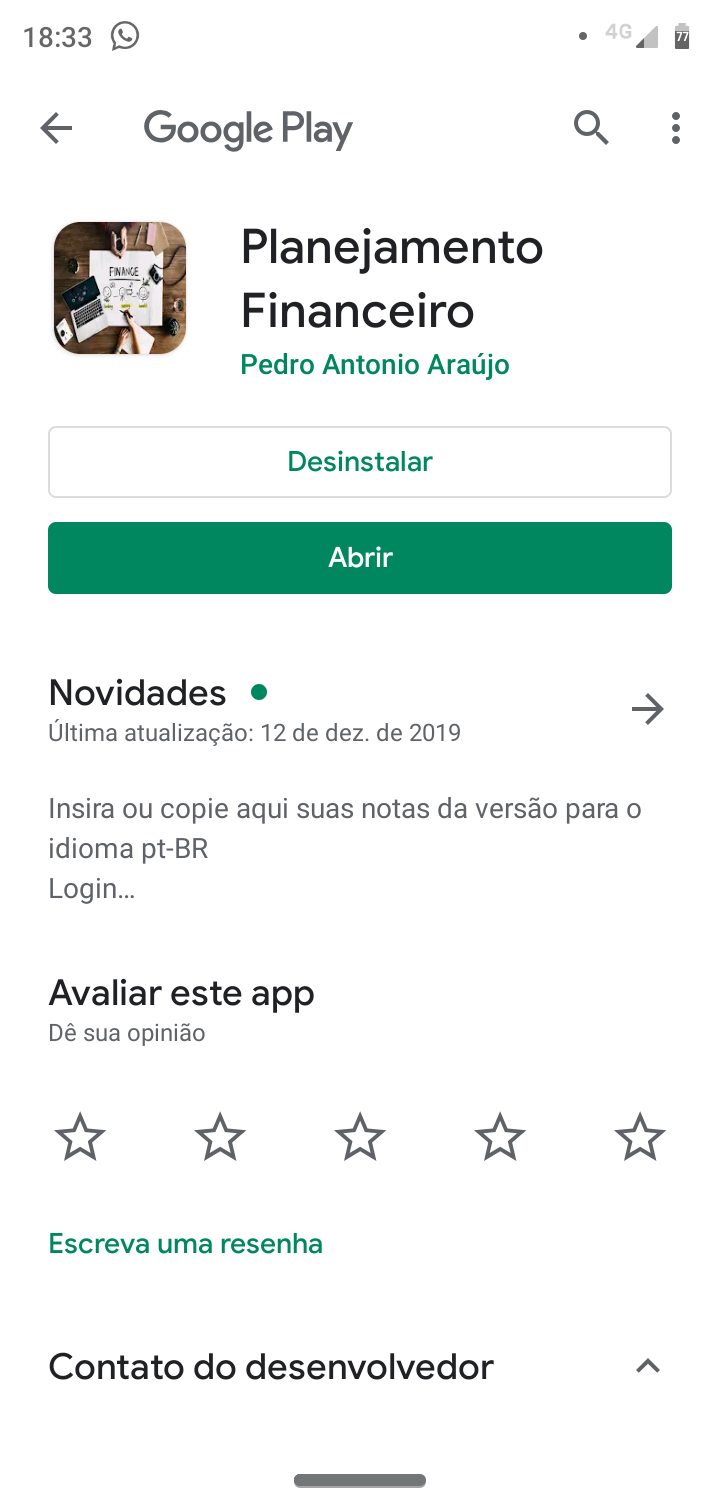 18:33
4G
77
Google Play
FINANCE
Planejamento
Financeiro
Pedro Antonio Araújo
Desinstalar
Abrir
Novidades
Última atualização: 12 de dez. de 2019
Insira ou copie aqui suas notas da versão para o
idioma pt-BR
Login…
Avaliar este app
Dê sua opinião
Escreva uma resenha
Contato do desenvolvedor